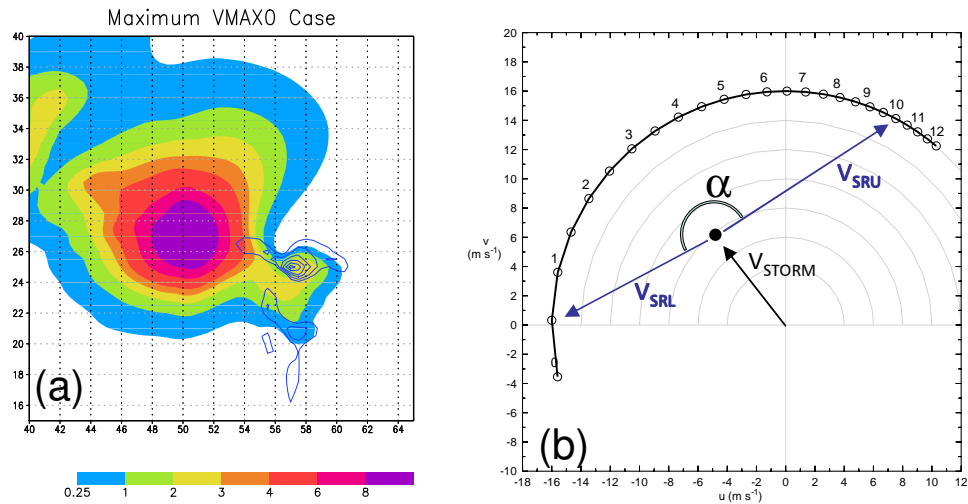 Maximum VMAX0 Case
40
38
36
34
32
30
28
26
24
22
20
18
16
(a)
40 42 44 46 48 50 52 54 56 58 60 62 64
0.25 1 2 3 4 6 8
20
18
16
14
12
10
8
6
4
2
0
-2
-4
-6
-8
-10
v
(m s⁻¹)
0 1 2 3 4 5 6 7 8 9 10 11 12
α
V_SRU
V_STORM
V_SRL
(b)
-18 -16 -14 -12 -10 -8 -6 -4 -2 0 2 4 6 8 10 12
u (m s⁻¹)